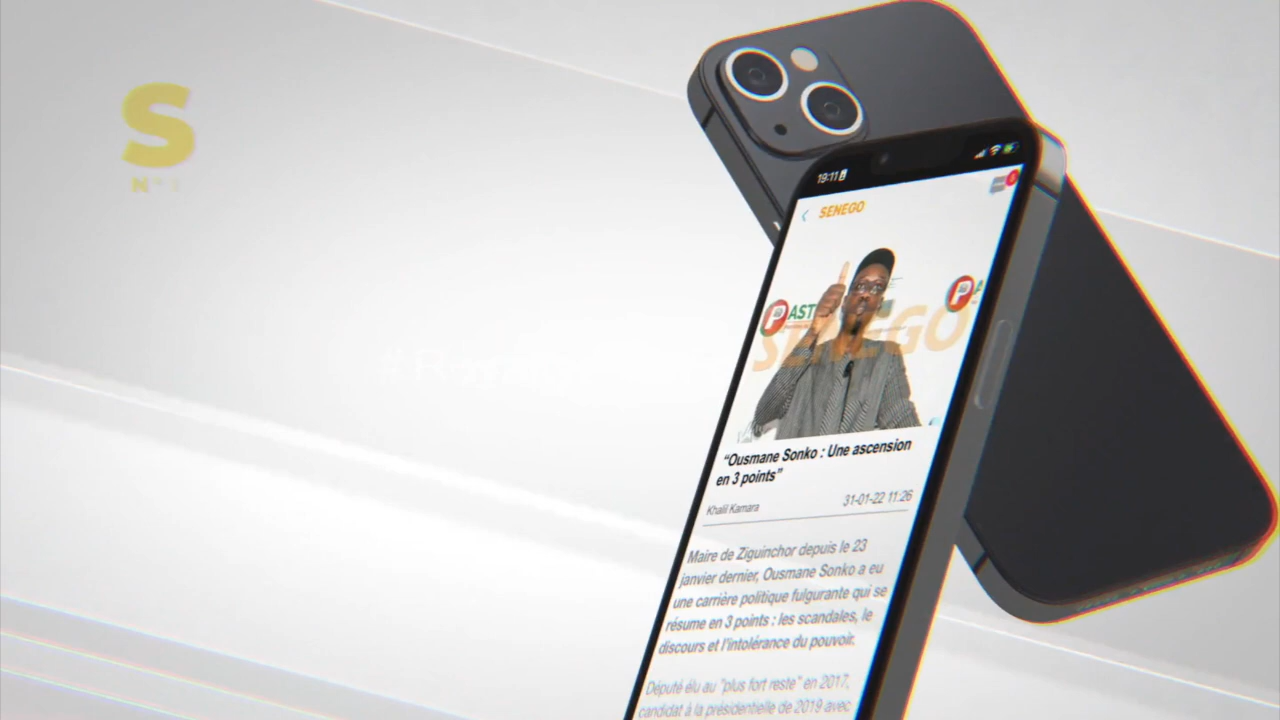 S
N°1
19:11
SENEGO
PAST
SENEGO
"Ousmane Sonko : Une ascension
en 3 points"
Khalil Kamara
31-01-22 11:26
Maire de Ziguinchor depuis le 23
janvier dernier, Ousmane Sonko a eu
une carrière politique fulgurante qui se
résume en 3 points : les scandales, le
discours et l'intolérance du pouvoir.
Député élu au "plus fort reste" en 2017,
candidat à la présidentielle de 2019 avec